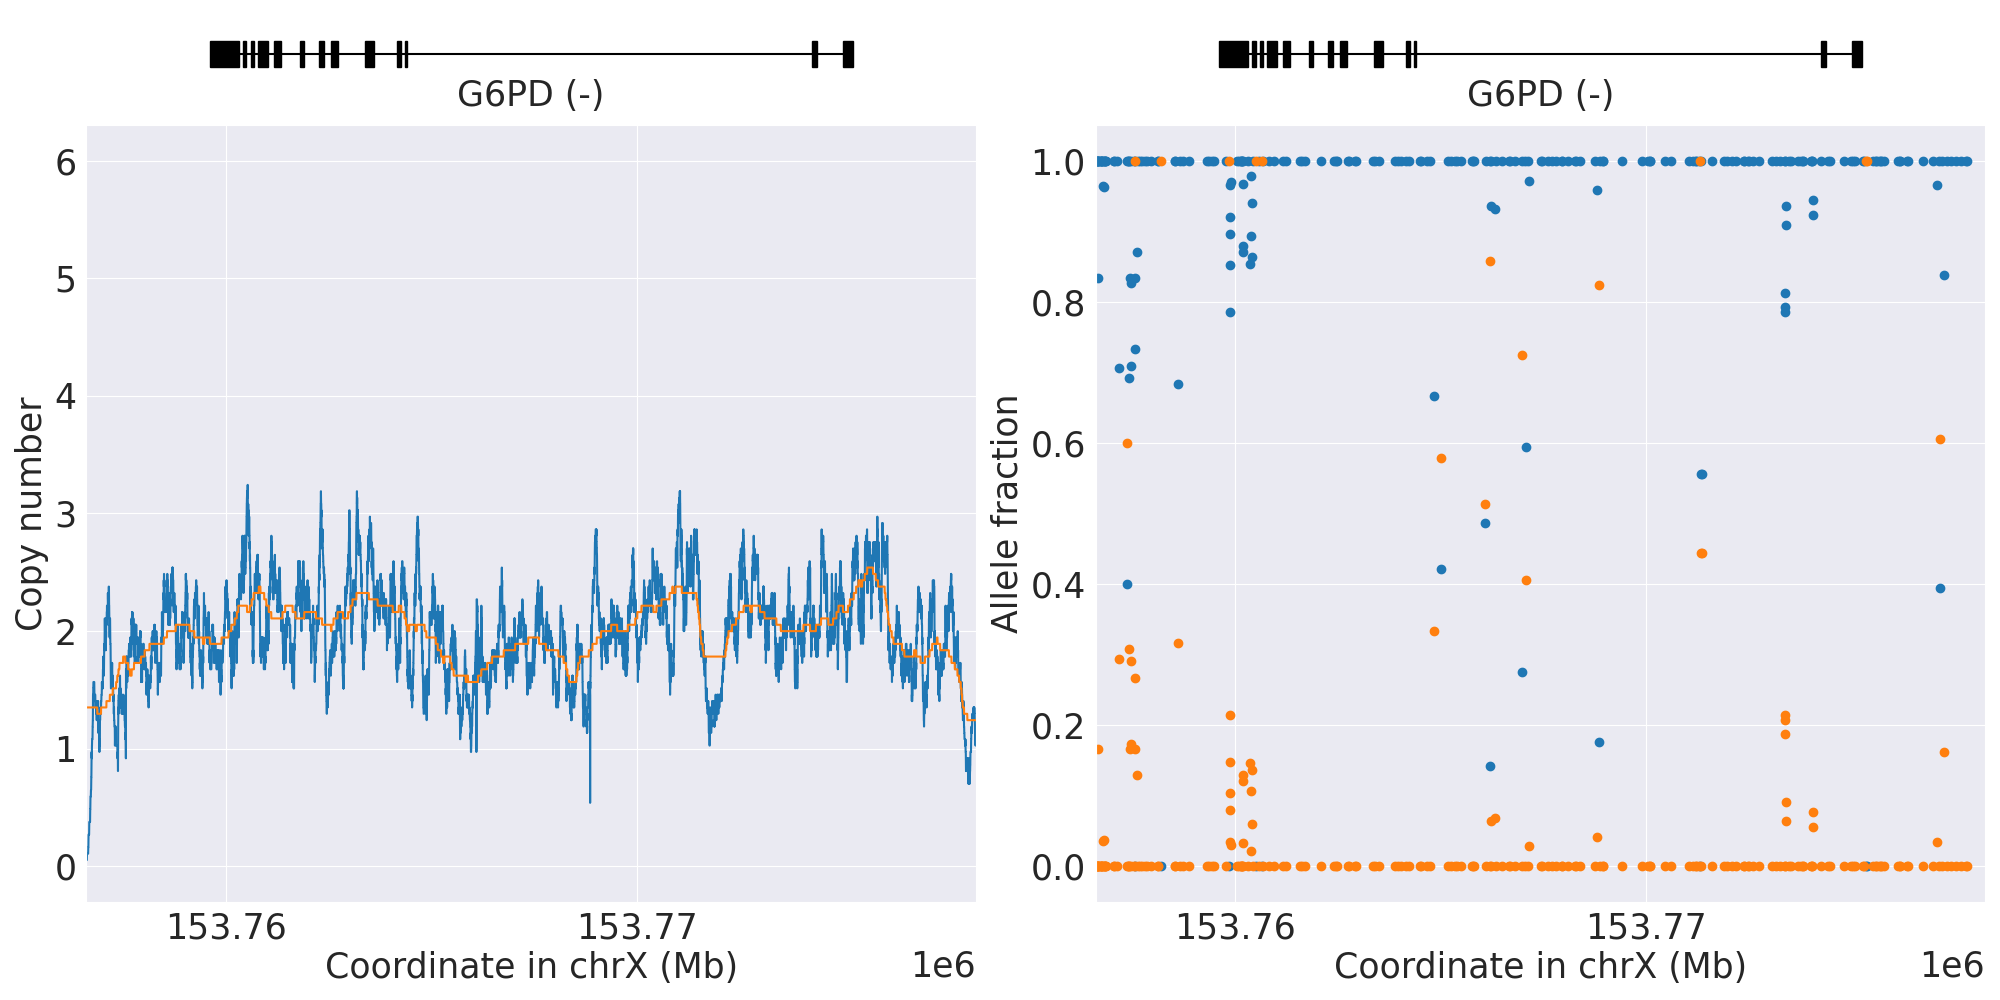 G6PD (-)
6
5
4
3
2
1
0
Copy number
153.76
153.77
Coordinate in chrX (Mb)
1e6
G6PD (-)
1.0
0.8
0.6
0.4
0.2
0.0
Allele fraction
153.76
153.77
Coordinate in chrX (Mb)
1e6